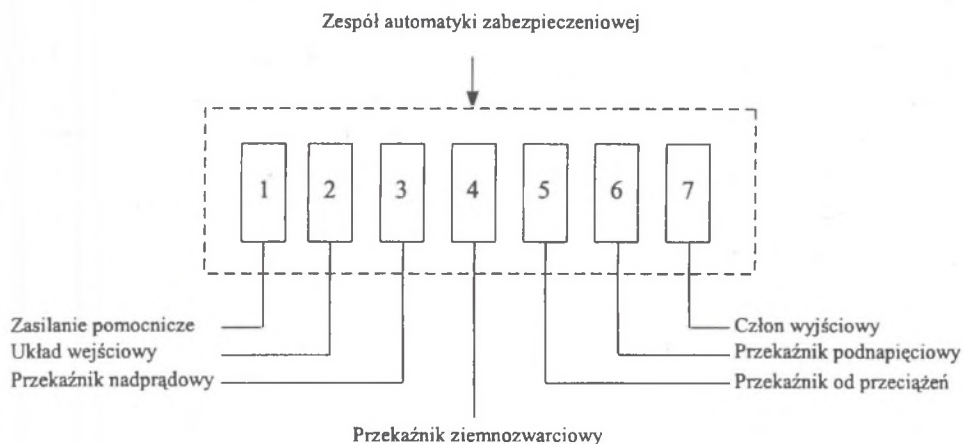 Zespół automatyki zabezpieczeniowej
1 2 3 4 5 6 7
Zasilanie pomocnicze
Układ wejściowy
Przekaźnik nadprądowy
Człon wyjściowy
Przekaźnik podnapięciowy
Przekaźnik od przeciążeń
Przekaźnik ziemnozwarciowy